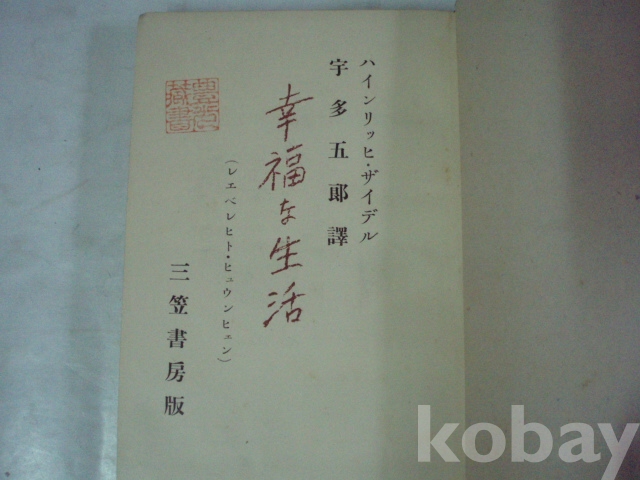 ハインリッヒ・ザイデル
宇多五郎譯
幸福な生活
(レエベレヒト・ヒュウンヒェン)
三笠書房版
藏書
kobay